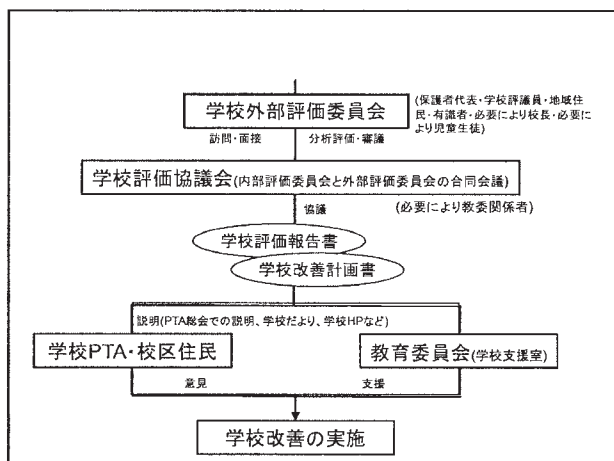 学校外部評価委員会
(保護者代表・学校評議員・地域住
民・有識者・必要により校長・必要に
より児童生徒)
訪問・面接 分析評価・審議
学校評価協議会(内部評価委員会と外部評価委員会の合同会議)
協議 (必要により教委関係者)
学校評価報告書
学校改善計画書
説明(PTA総会での説明、学校だより、学校HPなど)
学校PTA・校区住民 教育委員会(学校支援室)
意見 支援
学校改善の実施